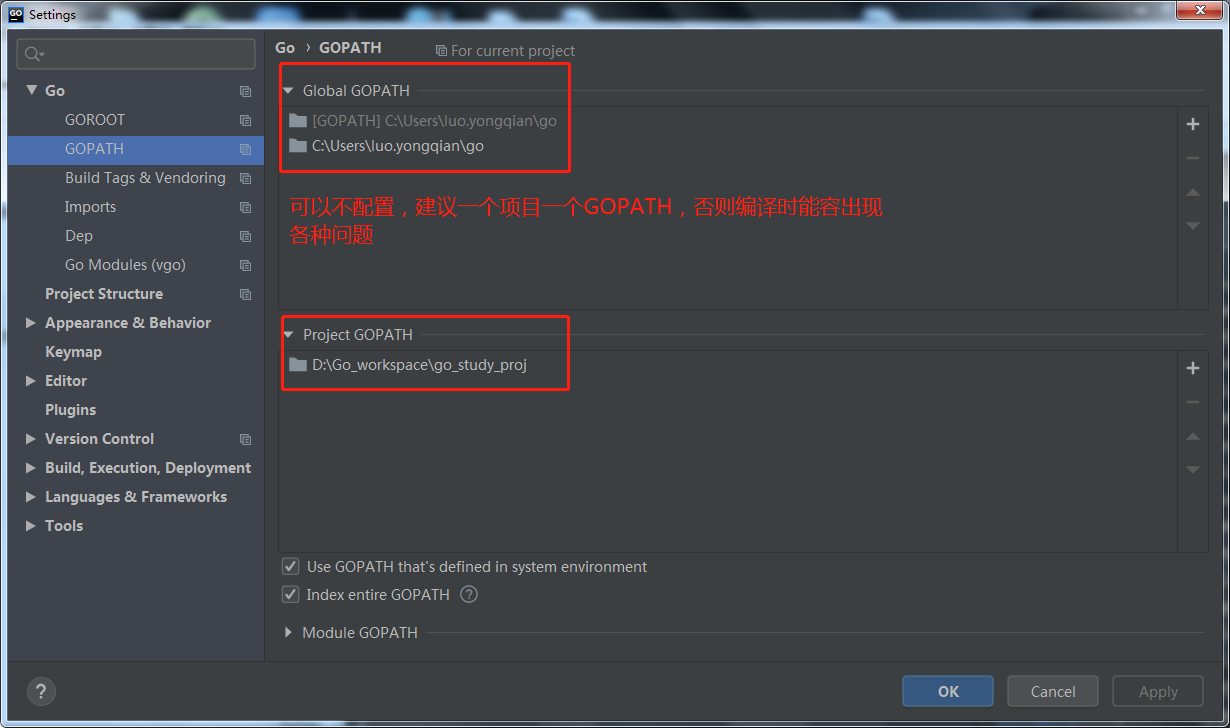 GO Settings
Go › GOPATH For current project
Go
GOROOT
GOPATH
Build Tags & Vendoring
Imports
Dep
Go Modules (vgo)
Project Structure
Appearance & Behavior
Keymap
Editor
Plugins
Version Control
Build, Execution, Deployment
Languages & Frameworks
Tools
Global GOPATH
[GOPATH] C:\Users\luo.yongqian\go
C:\Users\luo.yongqian\go
可以不配置，建议一个项目一个GOPATH，否则编译时能容出现
各种问题
Project GOPATH
D:\Go_workspace\go_study_proj
Use GOPATH that's defined in system environment
Index entire GOPATH ?
Module GOPATH
?
OK Cancel Apply